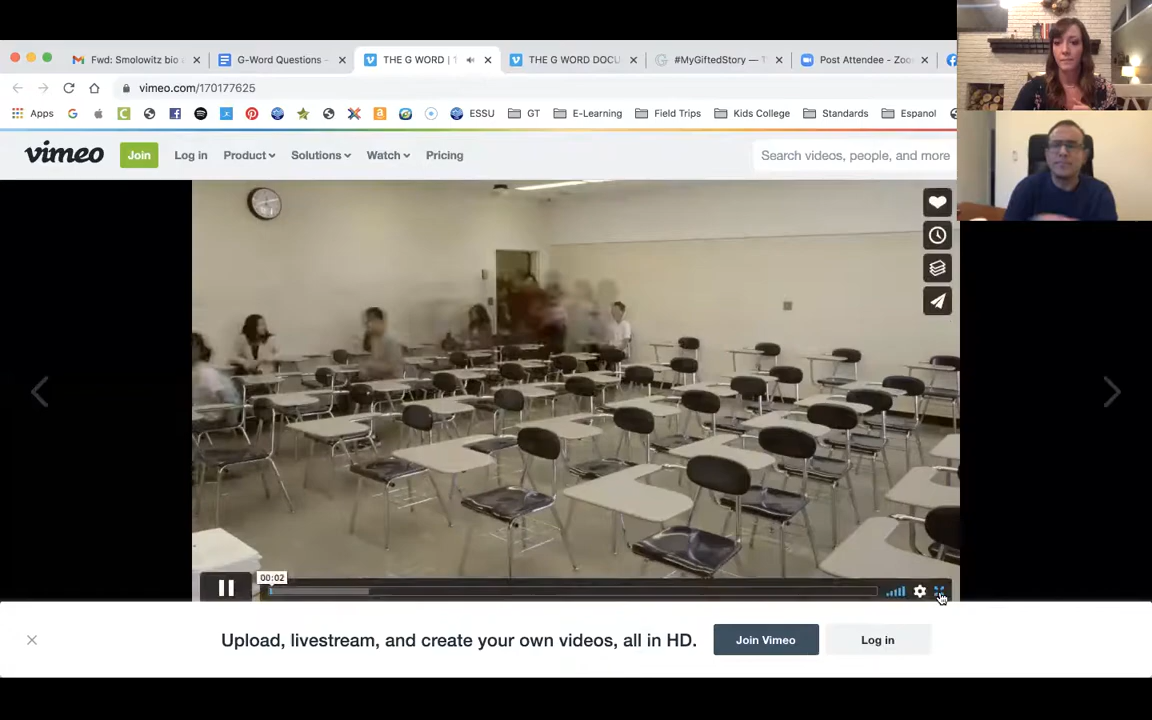 Fwd: Smolowitz bio a
G-Word Questions -
THE G WORD | T
THE G WORD DOCU
#MyGiftedStory — T
Post Attendee - Zoo
vimeo.com/170177625
Apps
ESSU
GT
E-Learning
Field Trips
Kids College
Standards
Espanol
vimeo
Join
Log in
Product
Solutions
Watch
Pricing
Search videos, people, and more
00:02
Upload, livestream, and create your own videos, all in HD.
Join Vimeo
Log in